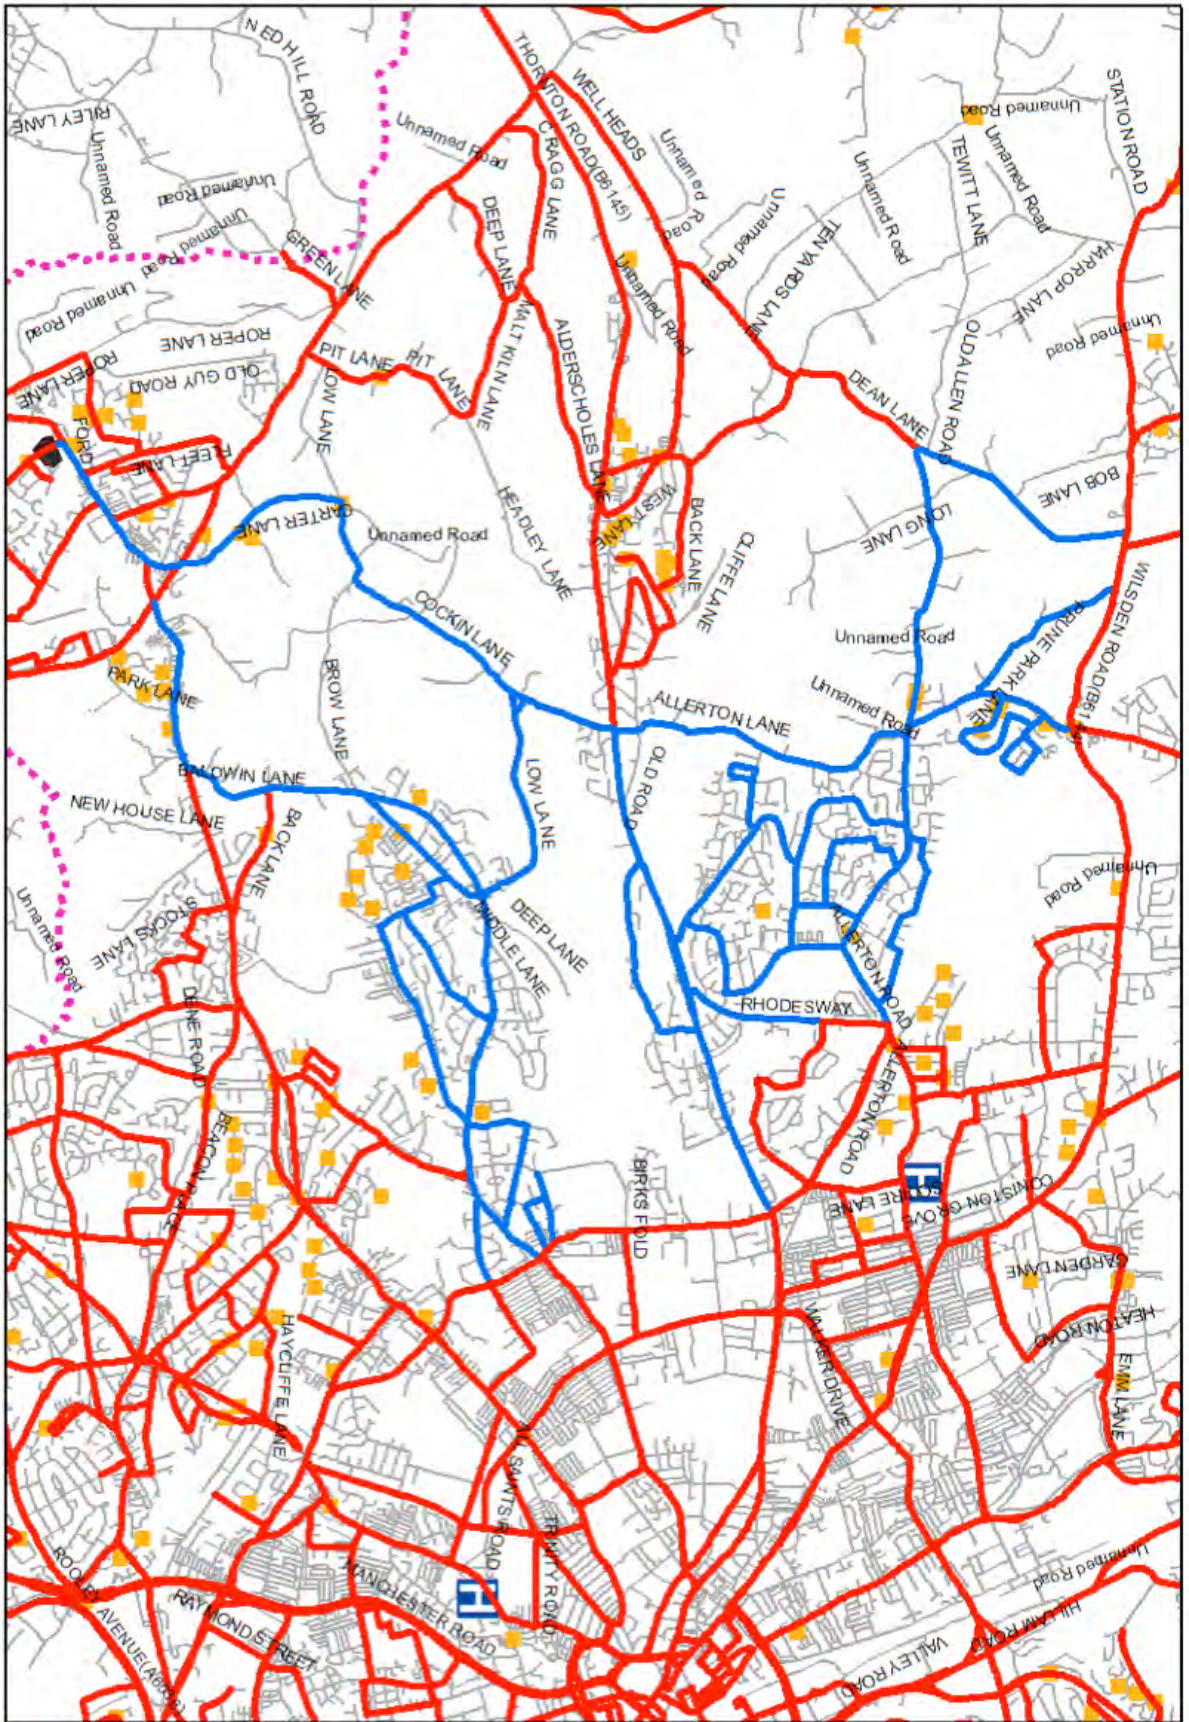 NED HILL ROAD
RILEY LANE
Unnamed Road
Unnamed Road
Unnamed Road
GREEN LANE
Unnamed Road
ROPER LANE
ROPER LANE
OLD GUY ROAD
FORD
FLEET LANE
PIT LANE
PIT LANE
LOW LANE
CARTER LANE
Unnamed Road
THORNTON ROAD(B6145)
WELL HEADS
Unnamed Road
CRAGG LANE
DEEP LANE
MALT KILN LANE
ALDERSCHOLES LANE
Unnamed Road
Unnamed Road
Unnamed Road
TEN YARDS LANE
Unnamed Road
TEWITT LANE
Unnamed Road
Unnamed Road
STATION ROAD
HARROP LANE
Unnamed Road
OLD ALLEN ROAD
DEAN LANE
BOB LANE
LONG LANE
HEADLEY LANE
WEST LANE
BACK LANE
CLIFFE LANE
COCKIN LANE
BROW LANE
PARK LANE
BALDWIN LANE
NEW HOUSE LANE
BACK LANE
STOCKS LANE
Unnamed Road
DENE ROAD
LOW LANE
OLD ROAD
ALLERTON LANE
Unnamed Road
Unnamed Road
PRUNE PARK LANE
WILSDEN ROAD(B6144)
Unnamed Road
MIDDLE LANE
DEEP LANE
RHODESWAY
ALLERTON ROAD
ALLERTON ROAD
BEACON PLACE
BIRKS FOLD
H
SQUIRE LANE
CONISTON GROVE
GARDEN LANE
HEATON ROAD
EMM LANE
WALKER DRIVE
HAYCLIFFE LANE
ALL SAINTS ROAD
TRINITY ROAD
H
MANCHESTER ROAD
RAYMOND STREET
ROOLEY AVENUE(A6036)
VALLEY ROAD
HILLAM ROAD
Unnamed Road